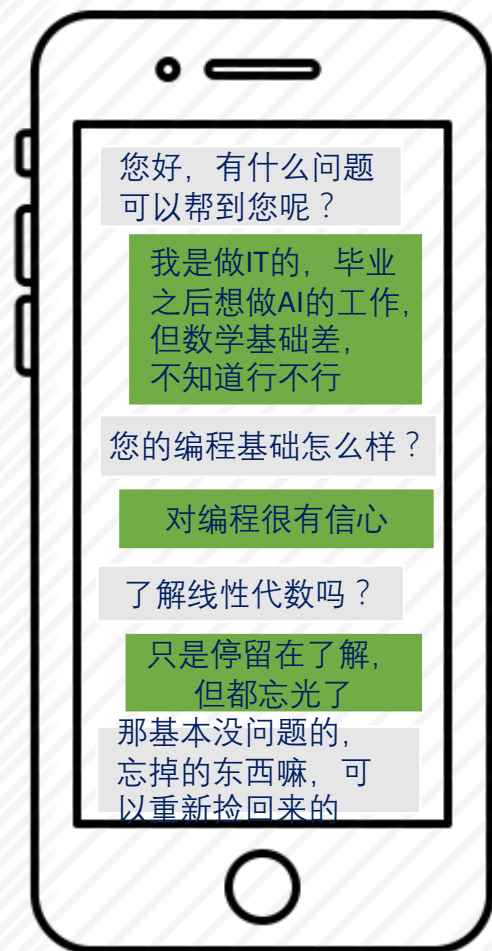 您好，有什么问题
可以帮到您呢？
我是做IT的，毕业
之后想做AI的工作，
但数学基础差，
不知道行不行
您的编程基础怎么样？
对编程很有信心
了解线性代数吗？
只是停留在了解，
但都忘光了
那基本没问题的，
忘掉的东西嘛，可
以重新捡回来的